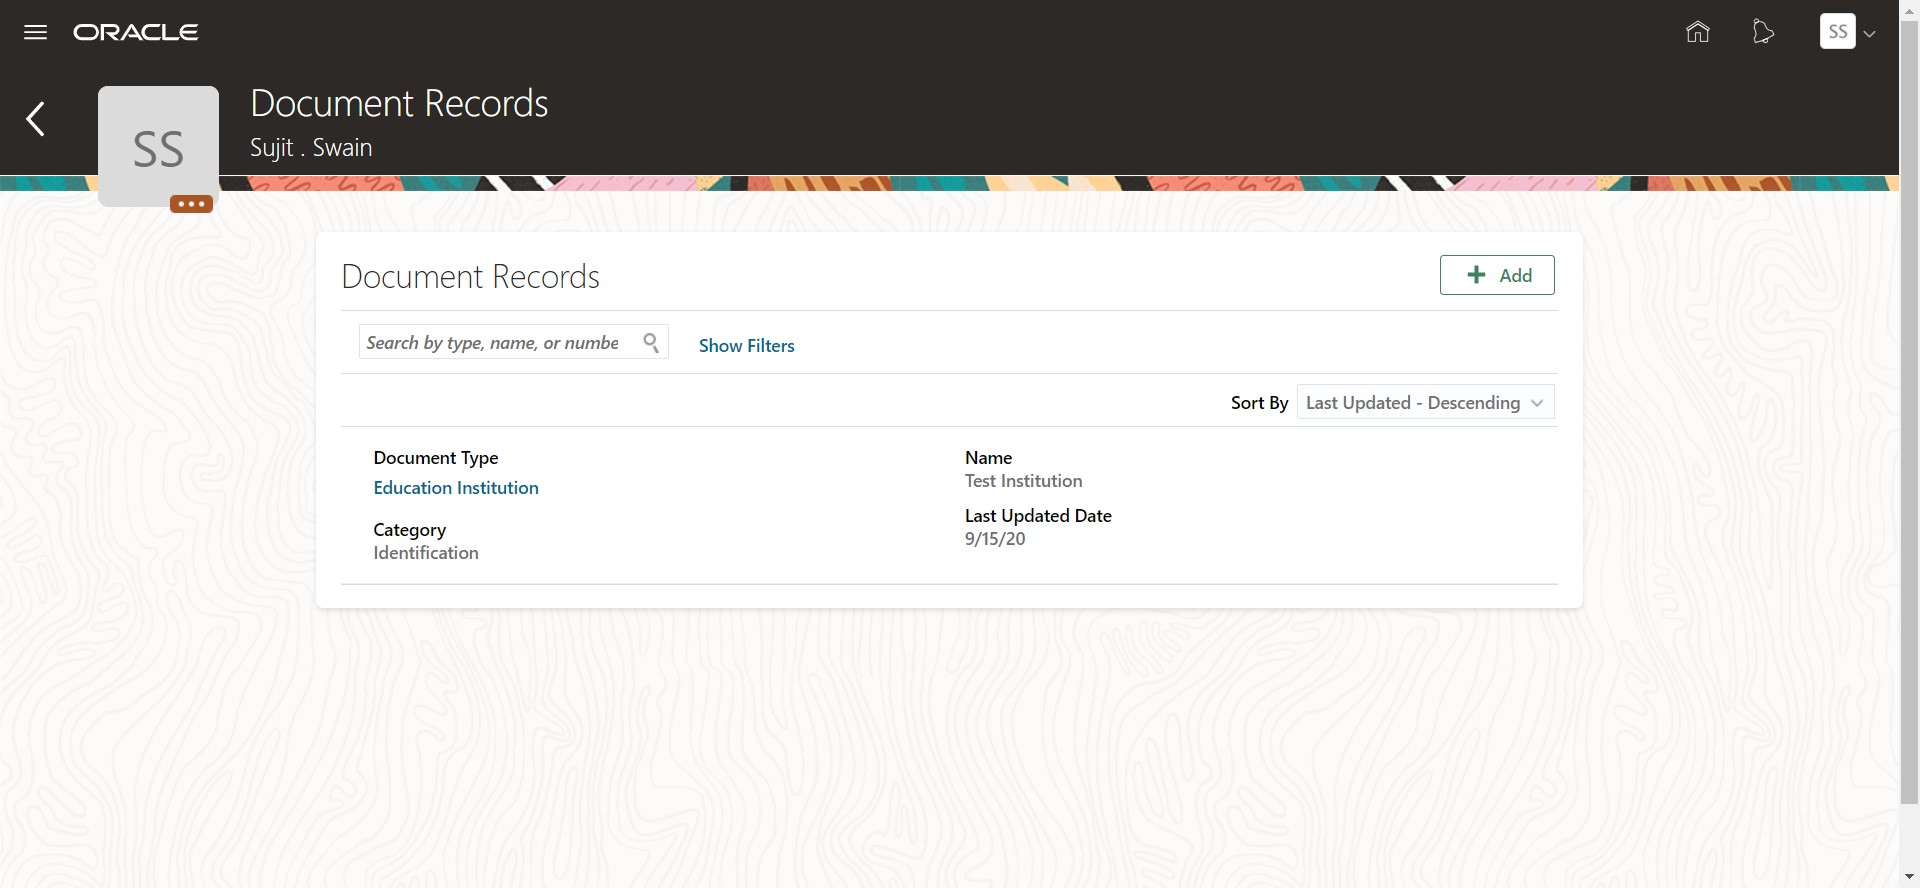 ORACLE
SS
Document Records
Sujit . Swain
SS
Document Records
Add
Search by type, name, or numbe
Show Filters
Sort By Last Updated - Descending
Document Type
Education Institution
Category
Identification
Name
Test Institution
Last Updated Date
9/15/20